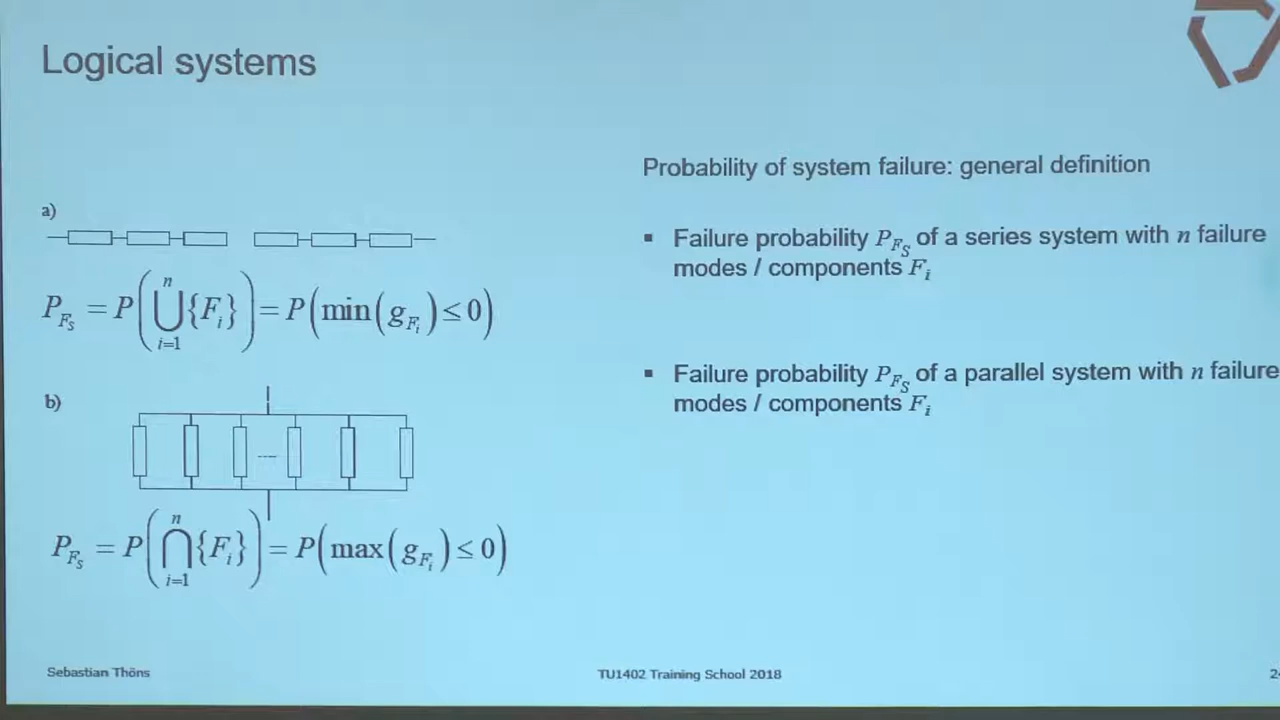 Logical systems
Probability of system failure: general definition
a)
▪ Failure probability P_{F_S} of a series system with n failure
modes / components F_i
P_{F_S} = P(⋃_{i=1}^{n}{F_i}) = P(min(g_{F_i}) ≤ 0)
▪ Failure probability P_{F_S} of a parallel system with n failure
modes / components F_i
b)
P_{F_S} = P(⋂_{i=1}^{n}{F_i}) = P(max(g_{F_i}) ≤ 0)
Sebastian Thöns
TU1402 Training School 2018